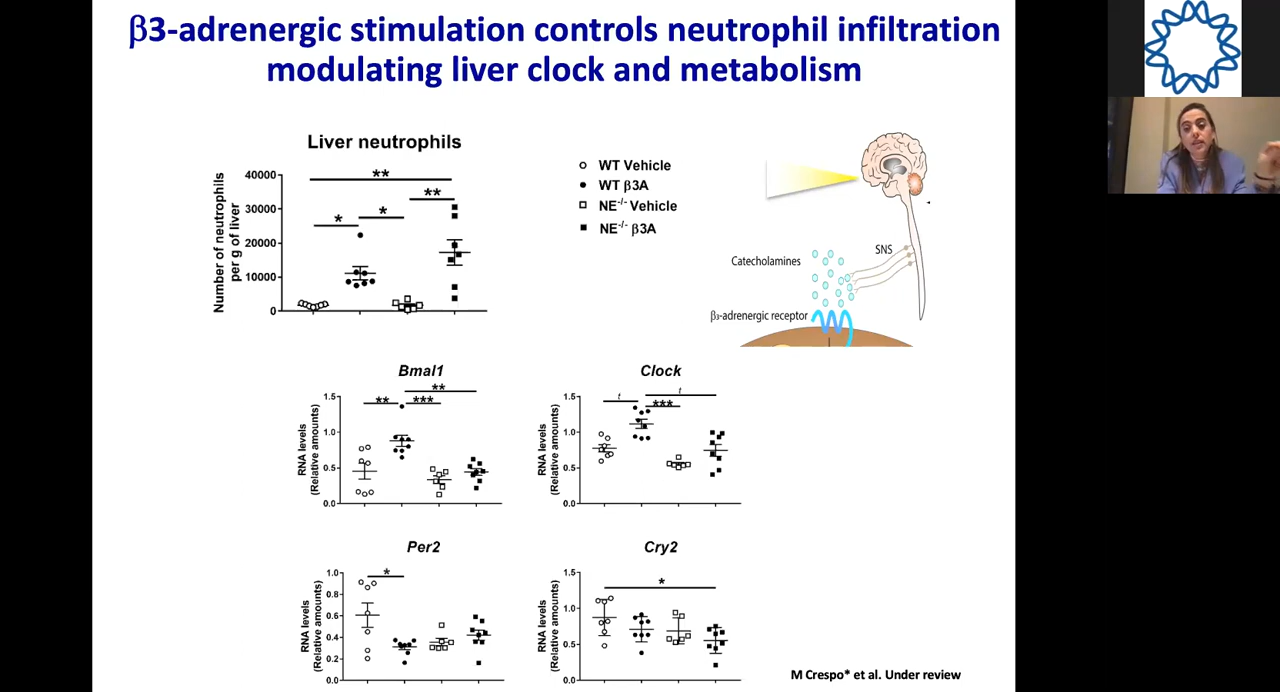 β3-adrenergic stimulation controls neutrophil infiltration
modulating liver clock and metabolism
Liver neutrophils
Number of neutrophils
per g of liver
40000
30000
20000
10000
0
**
**
*
*
WT Vehicle
WT β3A
NE-/- Vehicle
NE-/- β3A
SNS
Catecholamines
β3-adrenergic receptor
Bmal1
RNA levels
(Relative amounts)
1.5
1.0
0.5
0.0
**
**
***
Clock
RNA levels
(Relative amounts)
1.5
1.0
0.5
0.0
t
t
***
Per2
RNA levels
(Relative amounts)
1.0
0.8
0.6
0.4
0.2
0.0
*
Cry2
RNA levels
(Relative amounts)
1.5
1.0
0.5
0.0
*
M Crespo* et al. Under review